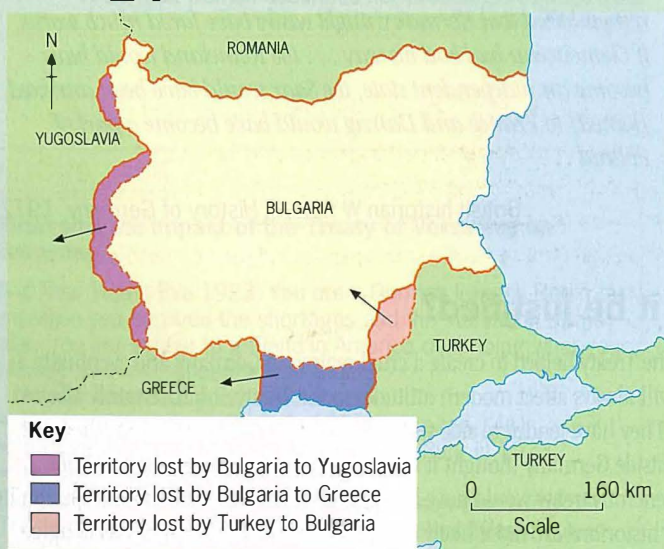 N
ROMANIA
YUGOSLAVIA
BULGARIA
TURKEY
GREECE
TURKEY
Key
Territory lost by Bulgaria to Yugoslavia
Territory lost by Bulgaria to Greece
Territory lost by Turkey to Bulgaria
0 160 km
Scale